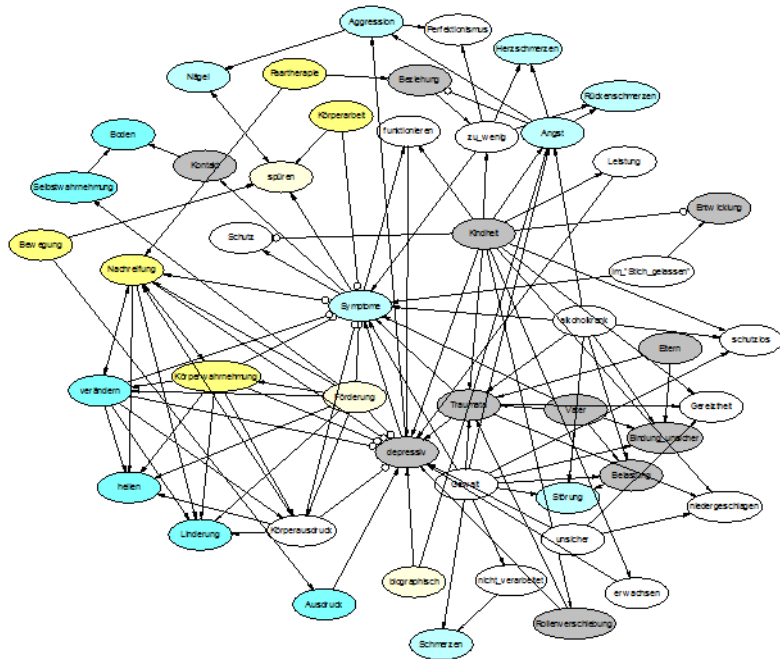 Aggression
Perfektionismus
Herzschmerzen
Nägel
Paartherapie
Beziehung
Rückenschmerzen
Körperarbeit
funktionieren
zu_wenig
Angst
Boden
Kontakt
Leistung
Selbstwahrnehmung
spüren
Entwicklung
Bewegung
Schutz
Kindheit
Nachreifung
im_"Stich_gelassen"
Symptome
alkoholkrank
schutzlos
Eltern
verändern
Körperwahrnehmung
Förderung
Traumata
Vater
Gereiztheit
depressiv
Bindung_unsicher
heilen
Gewalt
Belastung
Störung
niedergeschlagen
Linderung
Körperausdruck
unsicher
biographisch
nicht_verarbeitet
erwachsen
Ausdruck
Rollenverschiebung
Schmerzen